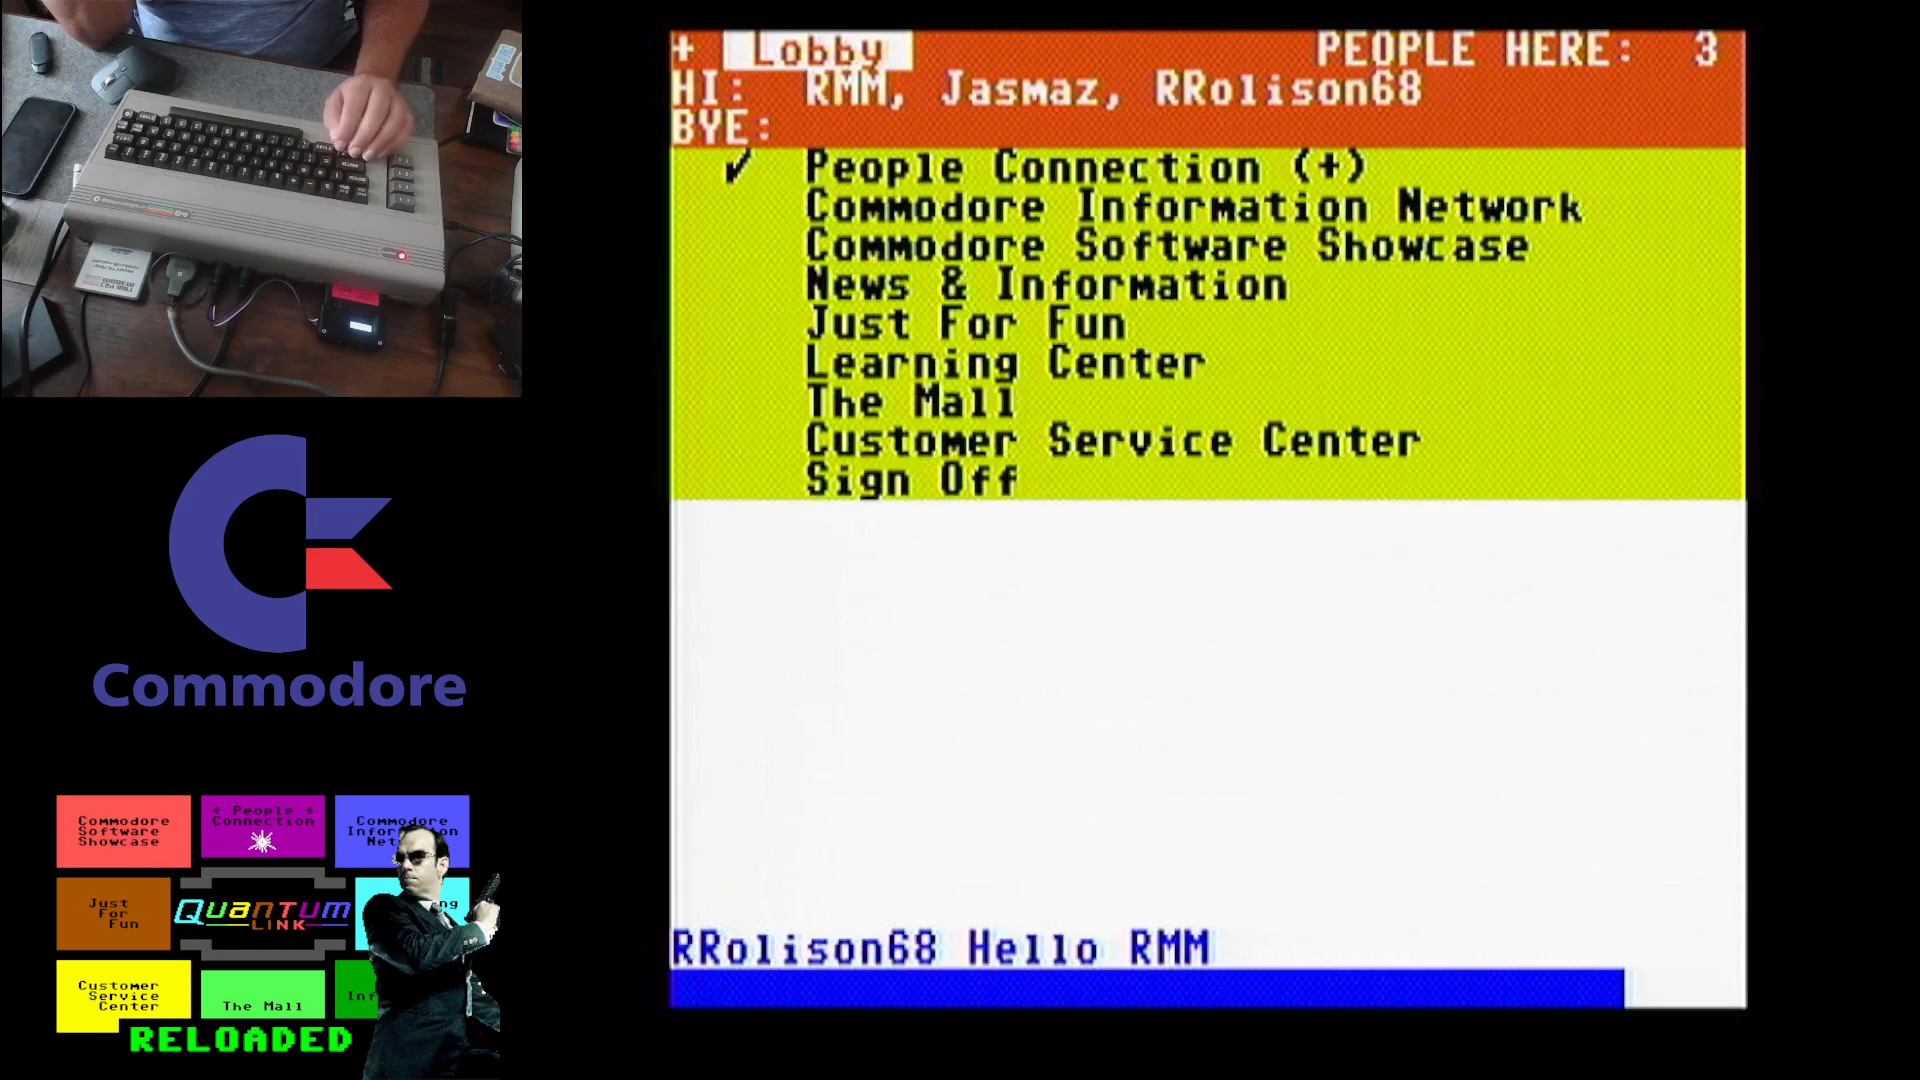 + Lobby PEOPLE HERE: 3
HI: RMM, Jasmaz, RRolison68
BYE:
✓ People Connection (+)
Commodore Information Network
Commodore Software Showcase
News & Information
Just For Fun
Learning Center
The Mall
Customer Service Center
Sign Off
RRolison68 Hello RMM
Commodore
Commodore
Software
Showcase
+ People +
Connection
Commodore
Just
For
Fun
QUANTUM
LINK
Customer
Service
Center
The Mall
RELOADED